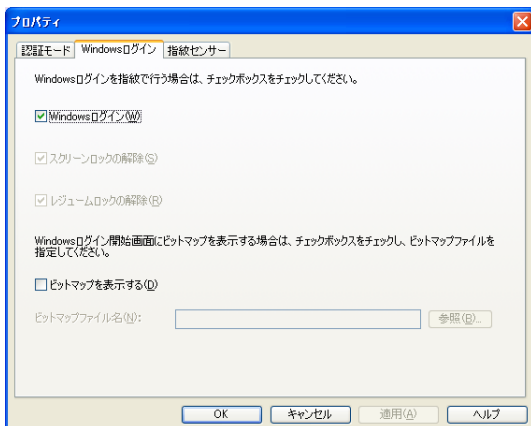 プロパティ
認証モード Windowsログイン 指紋センサー
Windowsログインを指紋で行う場合は、チェックボックスをチェックしてください。
Windowsログイン(W)
スクリーンロックの解除(S)
レジュームロックの解除(R)
Windowsログイン開始画面にビットマップを表示する場合は、チェックボックスをチェックし、ビットマップファイルを
指定してください。
ビットマップを表示する(D)
ビットマップファイル名(N): 参照(B)...
OK キャンセル 適用(A) ヘルプ